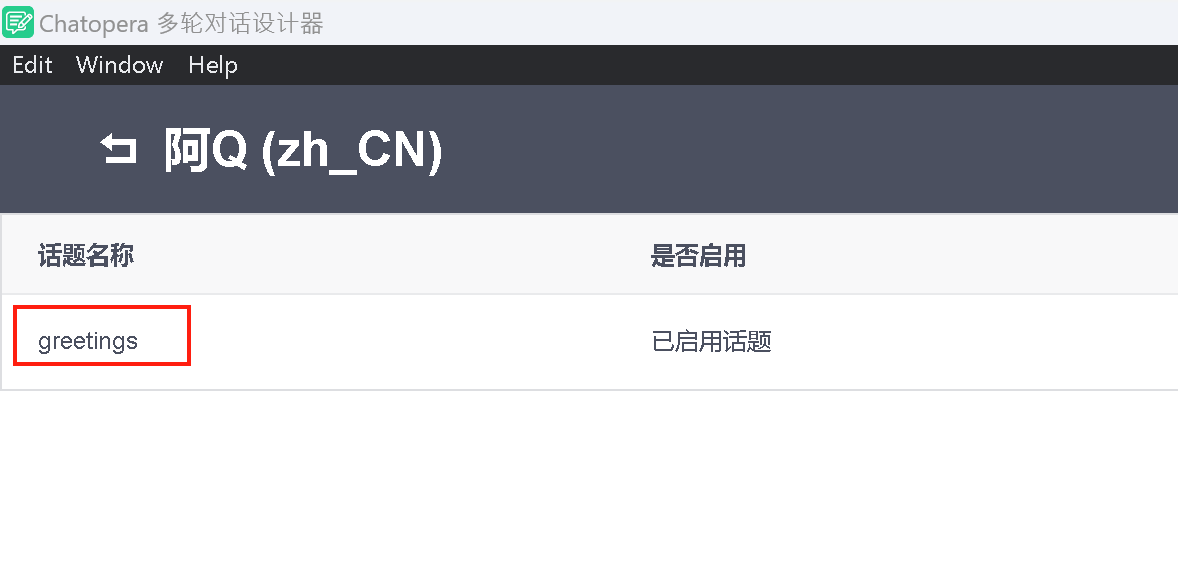 Chatopera 多轮对话设计器
Edit Window Help
阿Q (zh_CN)
话题名称 是否启用
greetings 已启用话题